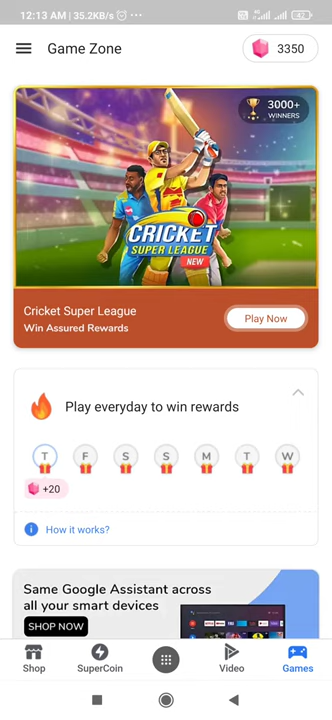 12:13 AM | 35.2KB/s
42
Game Zone
3350
3000+
WINNERS
CRICKET
SUPER LEAGUE
NEW
Cricket Super League
Win Assured Rewards
Play Now
Play everyday to win rewards
T F S S M T W
+20
How it works?
Same Google Assistant across
all your smart devices
SHOP NOW
Shop SuperCoin Video Games